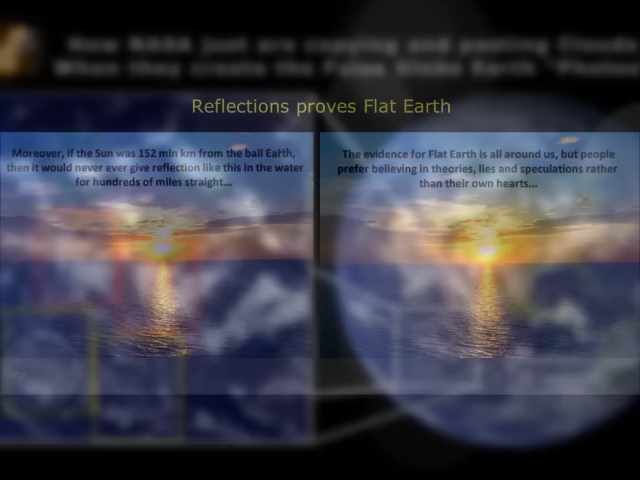 How NASA just are copying and pasting Clouds
When they create the False Globe Earth "Photos
Reflections proves Flat Earth
Moreover, if the Sun was 152 mln km from the ball Earth,
then it would never ever give reflection like this in the water
for hundreds of miles straight...
The evidence for Flat Earth is all around us, but people
prefer believing in theories, lies and speculations rather
than their own hearts...